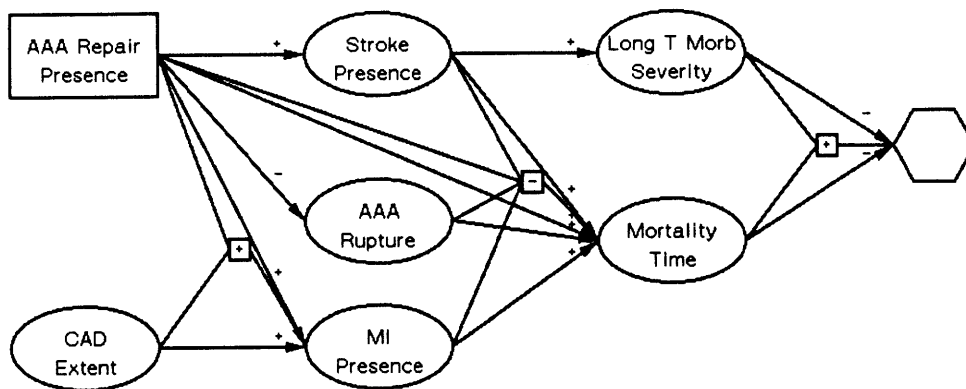 AAA Repair
Presence
+
Stroke
Presence
+
Long T Morb
Severity
-
+
-
-
AAA
Rupture
-
+
+
+
+
Mortality
Time
+
+
CAD
Extent
+
MI
Presence